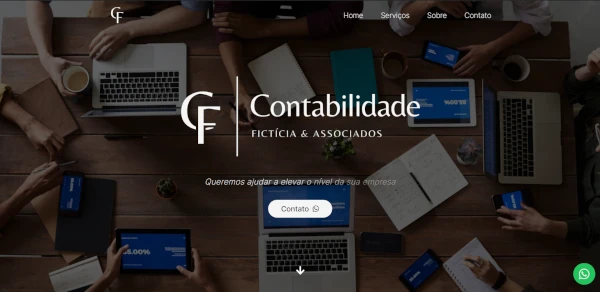 CF
Home
Serviços
Sobre
Contato
CF
Contabilidade
FICTÍCIA & ASSOCIADOS
Queremos ajudar a elevar o nível da sua empresa
Contato